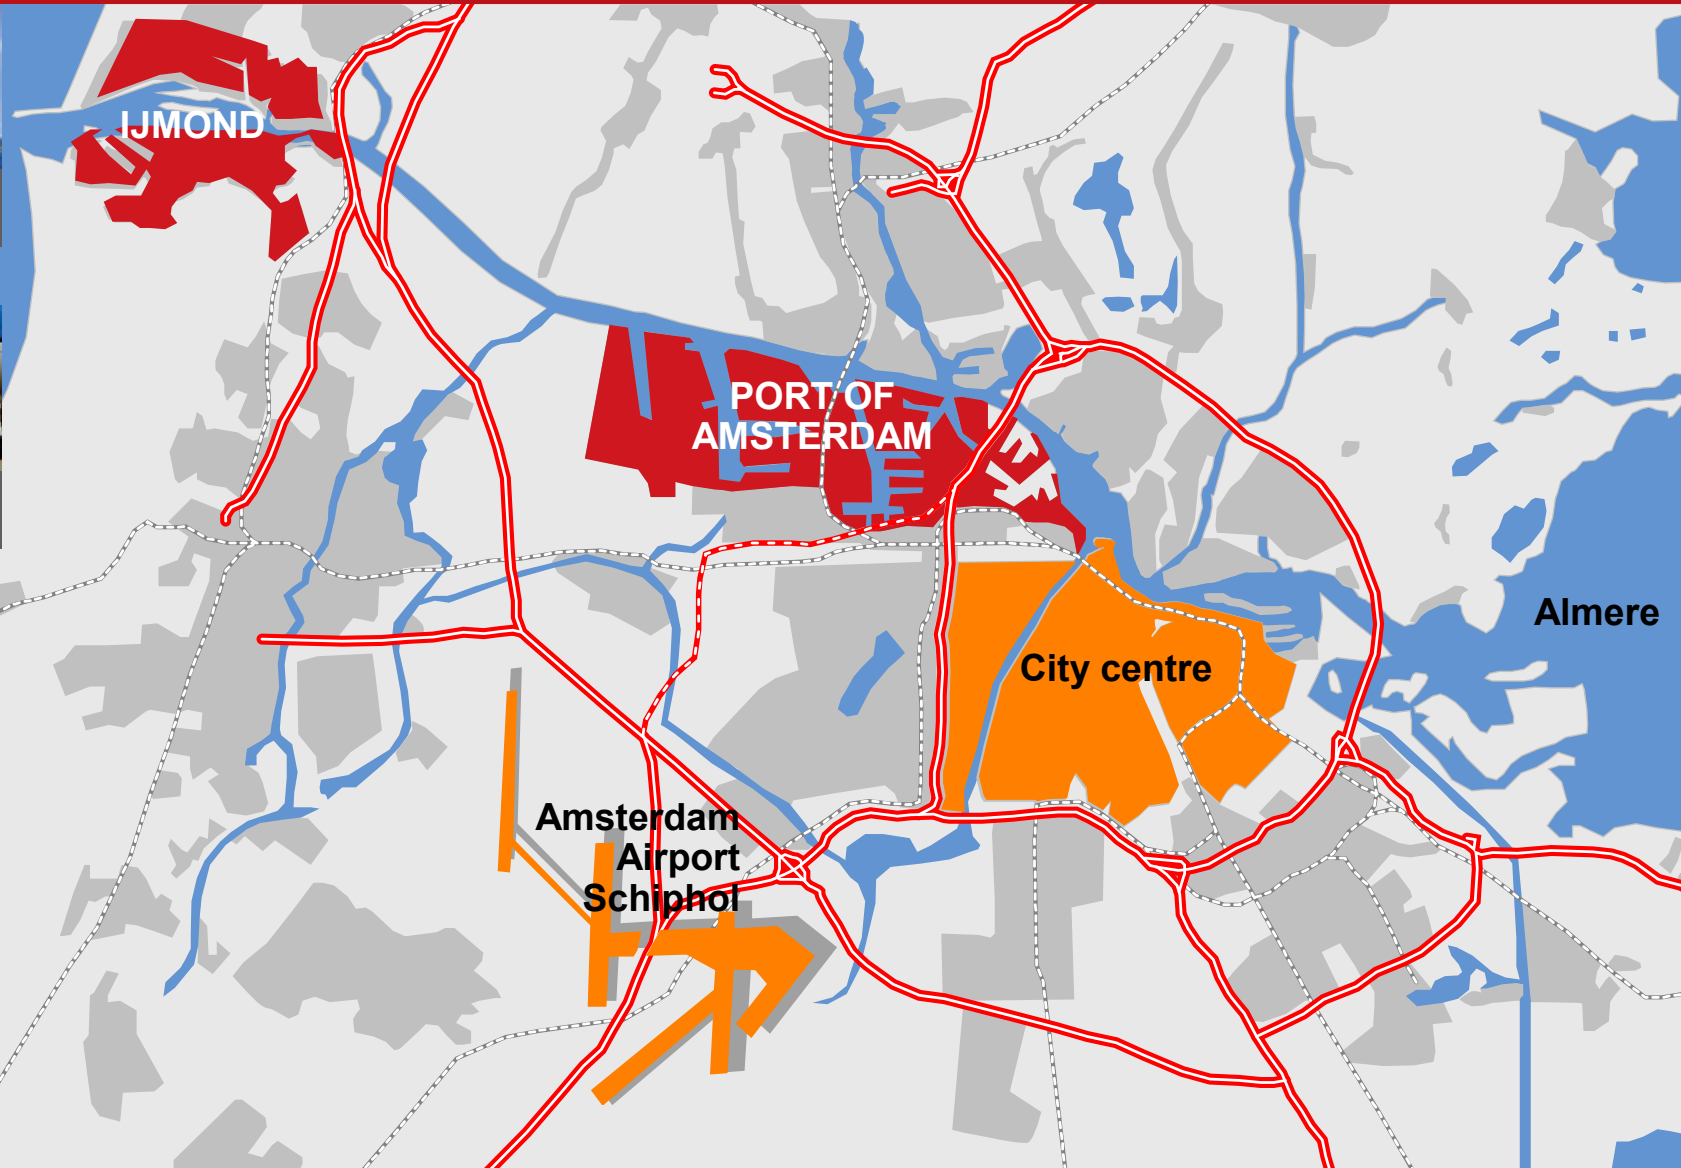 IJMOND
PORT OF
AMSTERDAM
Almere
City centre
Amsterdam
Airport
Schiphol